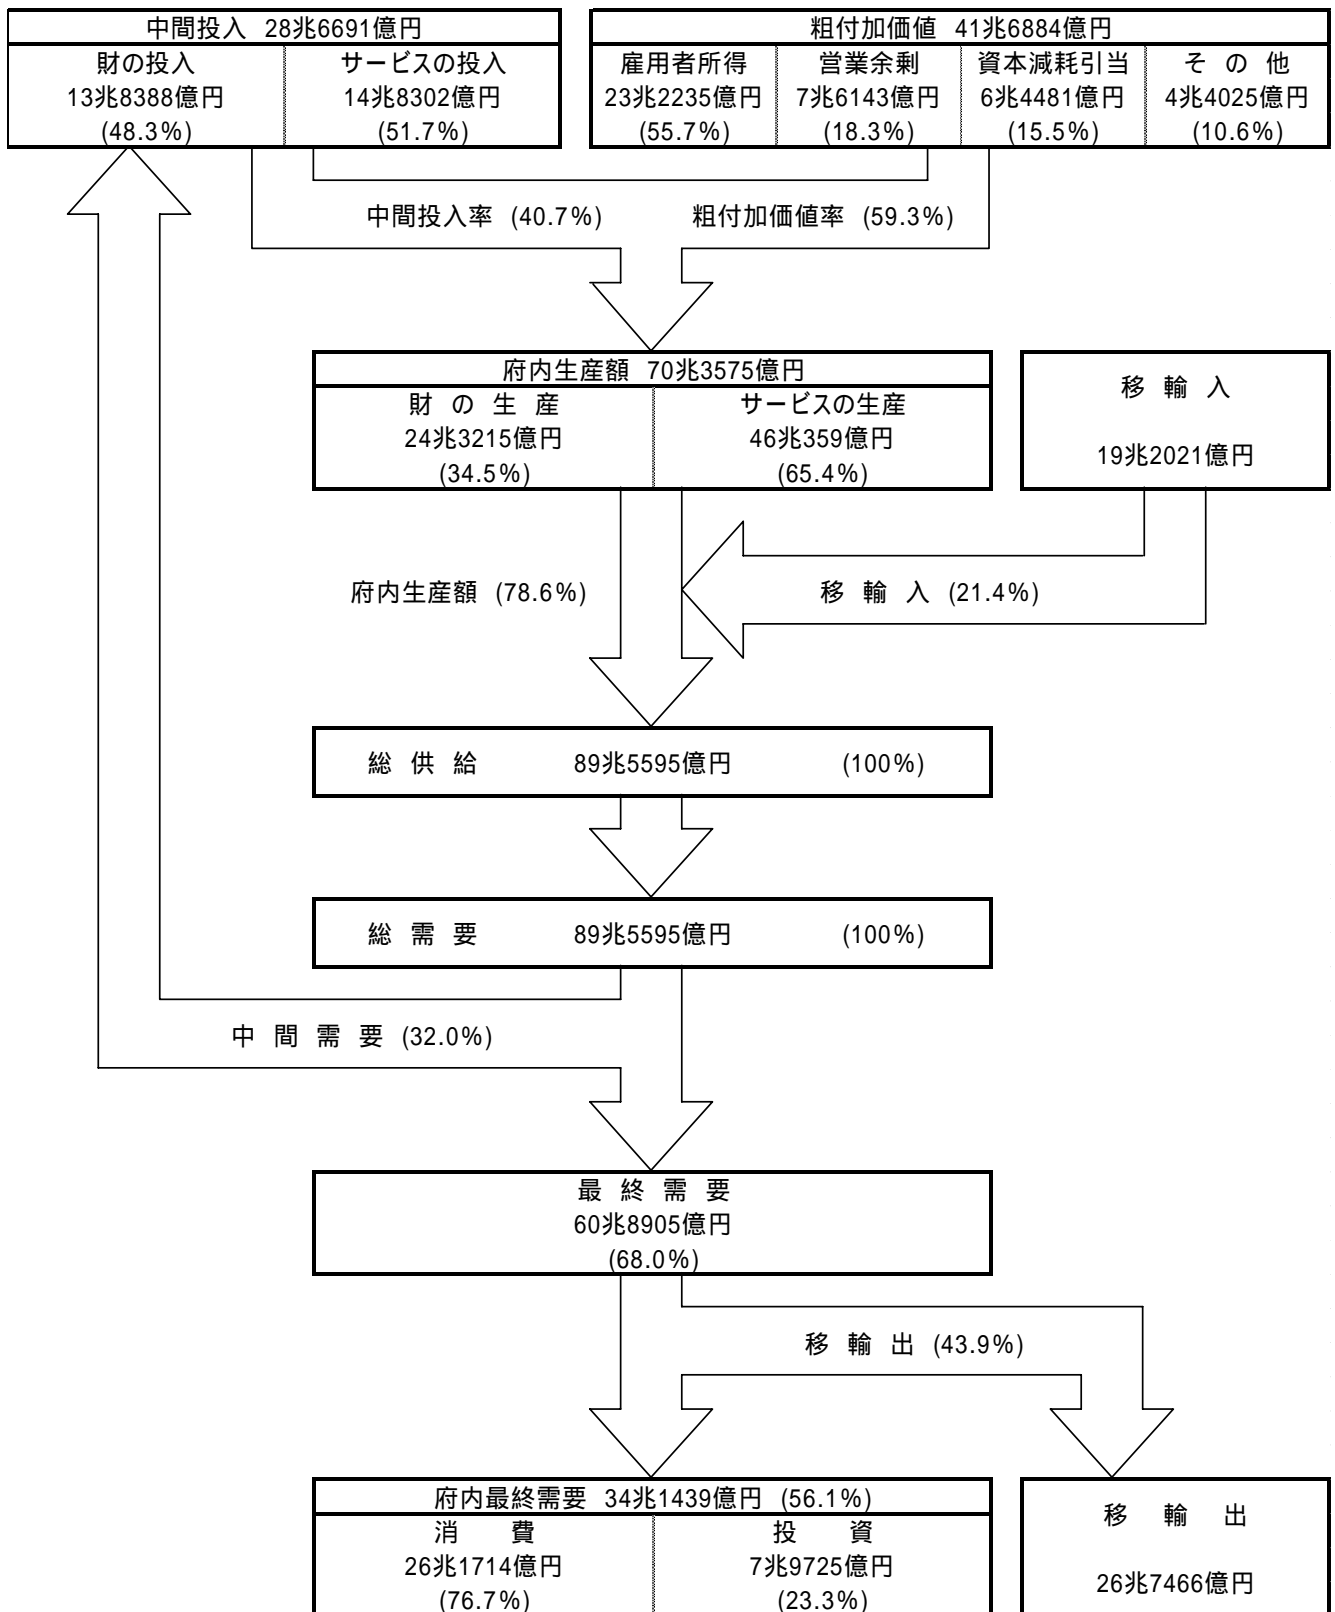 中間投入 28兆6691億円
財の投入
13兆8388億円
(48.3%)
サービスの投入
14兆8302億円
(51.7%)
粗付加価値 41兆6884億円
雇用者所得
23兆2235億円
(55.7%)
営業余剰
7兆6143億円
(18.3%)
資本減耗引当
6兆4481億円
(15.5%)
その他
4兆4025億円
(10.6%)
中間投入率 (40.7%)
粗付加価値率 (59.3%)
府内生産額 70兆3575億円
財の生産
24兆3215億円
(34.5%)
サービスの生産
46兆359億円
(65.4%)
移輸入
19兆2021億円
府内生産額 (78.6%)
移輸入 (21.4%)
総供給 89兆5595億円 (100%)
総需要 89兆5595億円 (100%)
中間需要 (32.0%)
最終需要
60兆8905億円
(68.0%)
移輸出 (43.9%)
府内最終需要 34兆1439億円 (56.1%)
消費
26兆1714億円
(76.7%)
投資
7兆9725億円
(23.3%)
移輸出
26兆7466億円